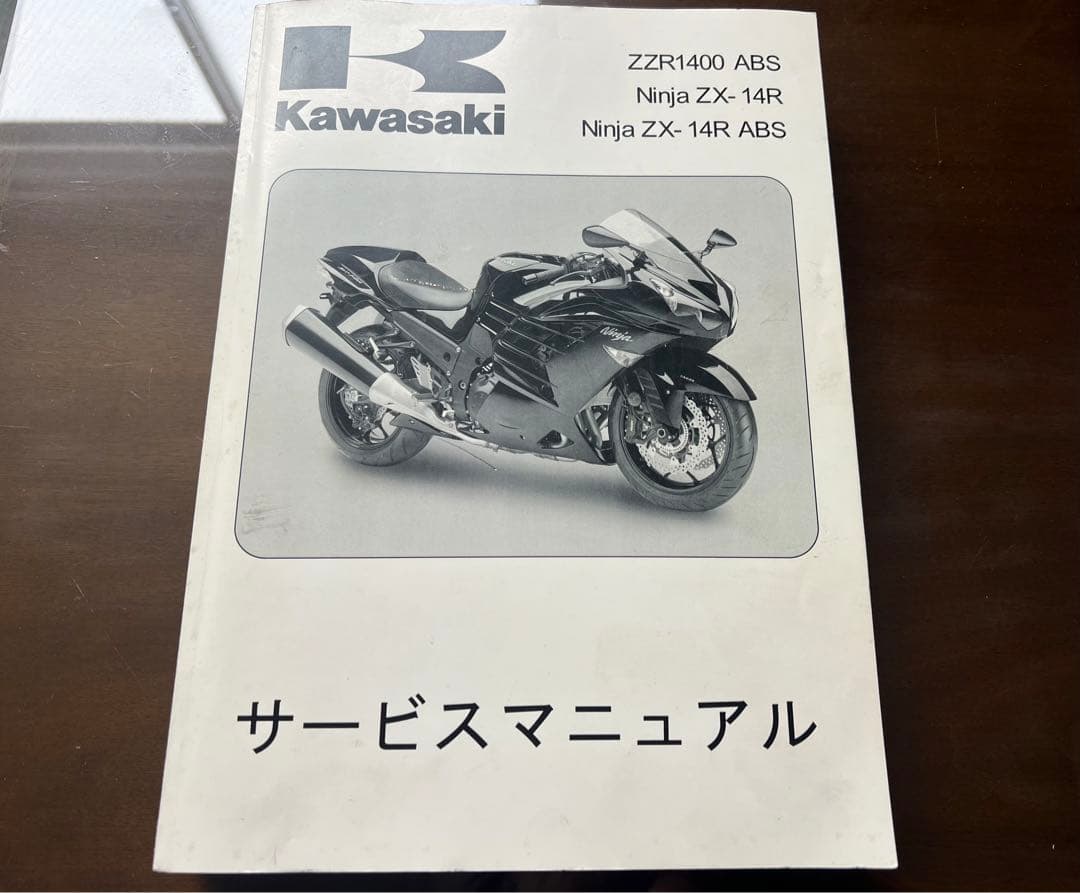 Kawasaki
ZZR1400 ABS
Ninja ZX-14R
Ninja ZX-14R ABS
Ninja
サービスマニュアル